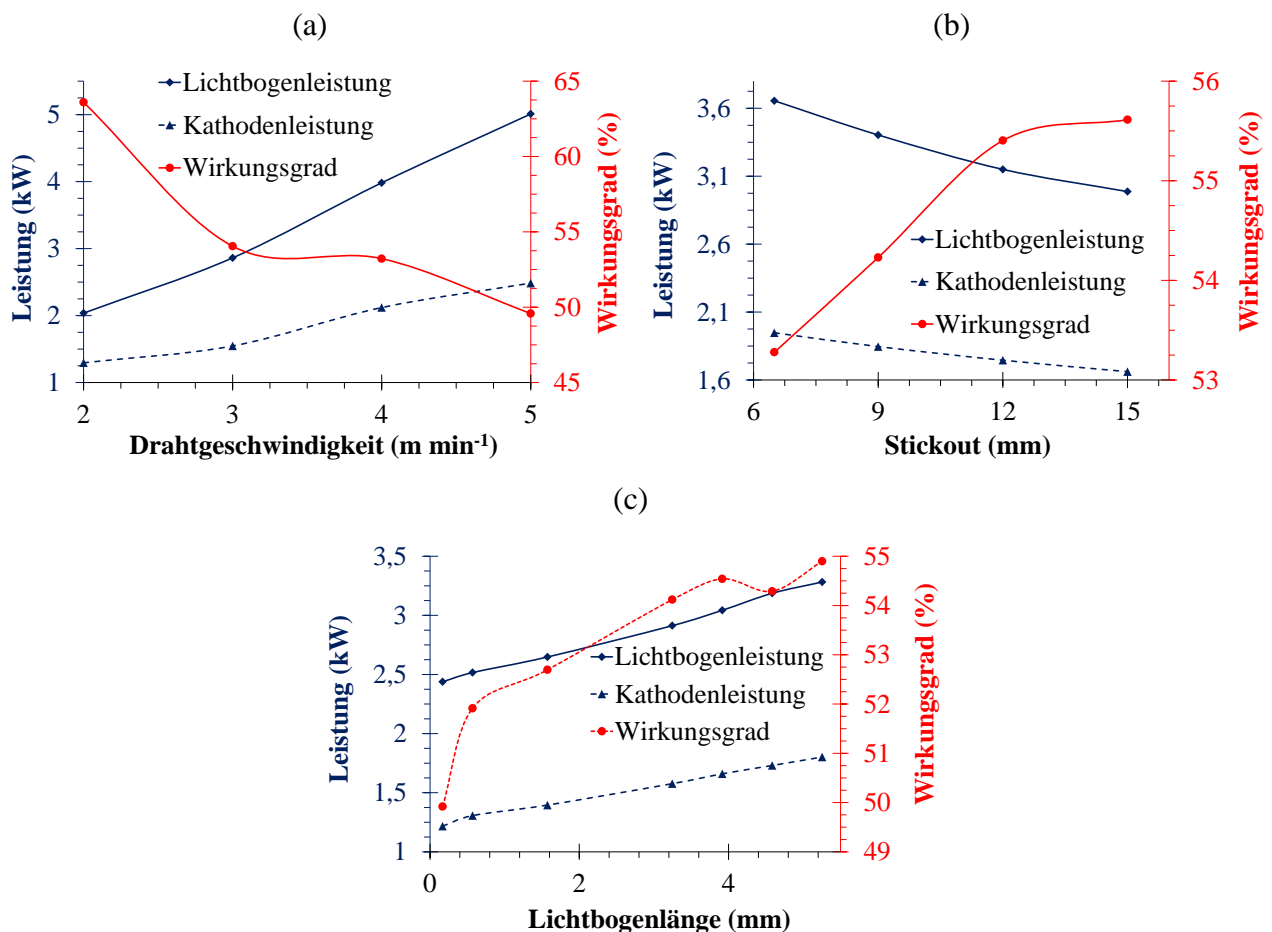 (a)
Leistung (kW)
5
4
3
2
1
Lichtbogenleistung
Kathodenleistung
Wirkungsgrad
65
60
55
50
45
Wirkungsgrad (%)
2 3 4 5
Drahtgeschwindigkeit (m min-1)
(b)
Leistung (kW)
3,6
3,1
2,6
2,1
1,6
Lichtbogenleistung
Kathodenleistung
Wirkungsgrad
56
55
54
53
Wirkungsgrad (%)
6 9 12 15
Stickout (mm)
(c)
Leistung (kW)
3,5
3
2,5
2
1,5
1
Lichtbogenleistung
Kathodenleistung
Wirkungsgrad
55
54
53
52
51
50
49
Wirkungsgrad (%)
0 2 4
Lichtbogenlänge (mm)